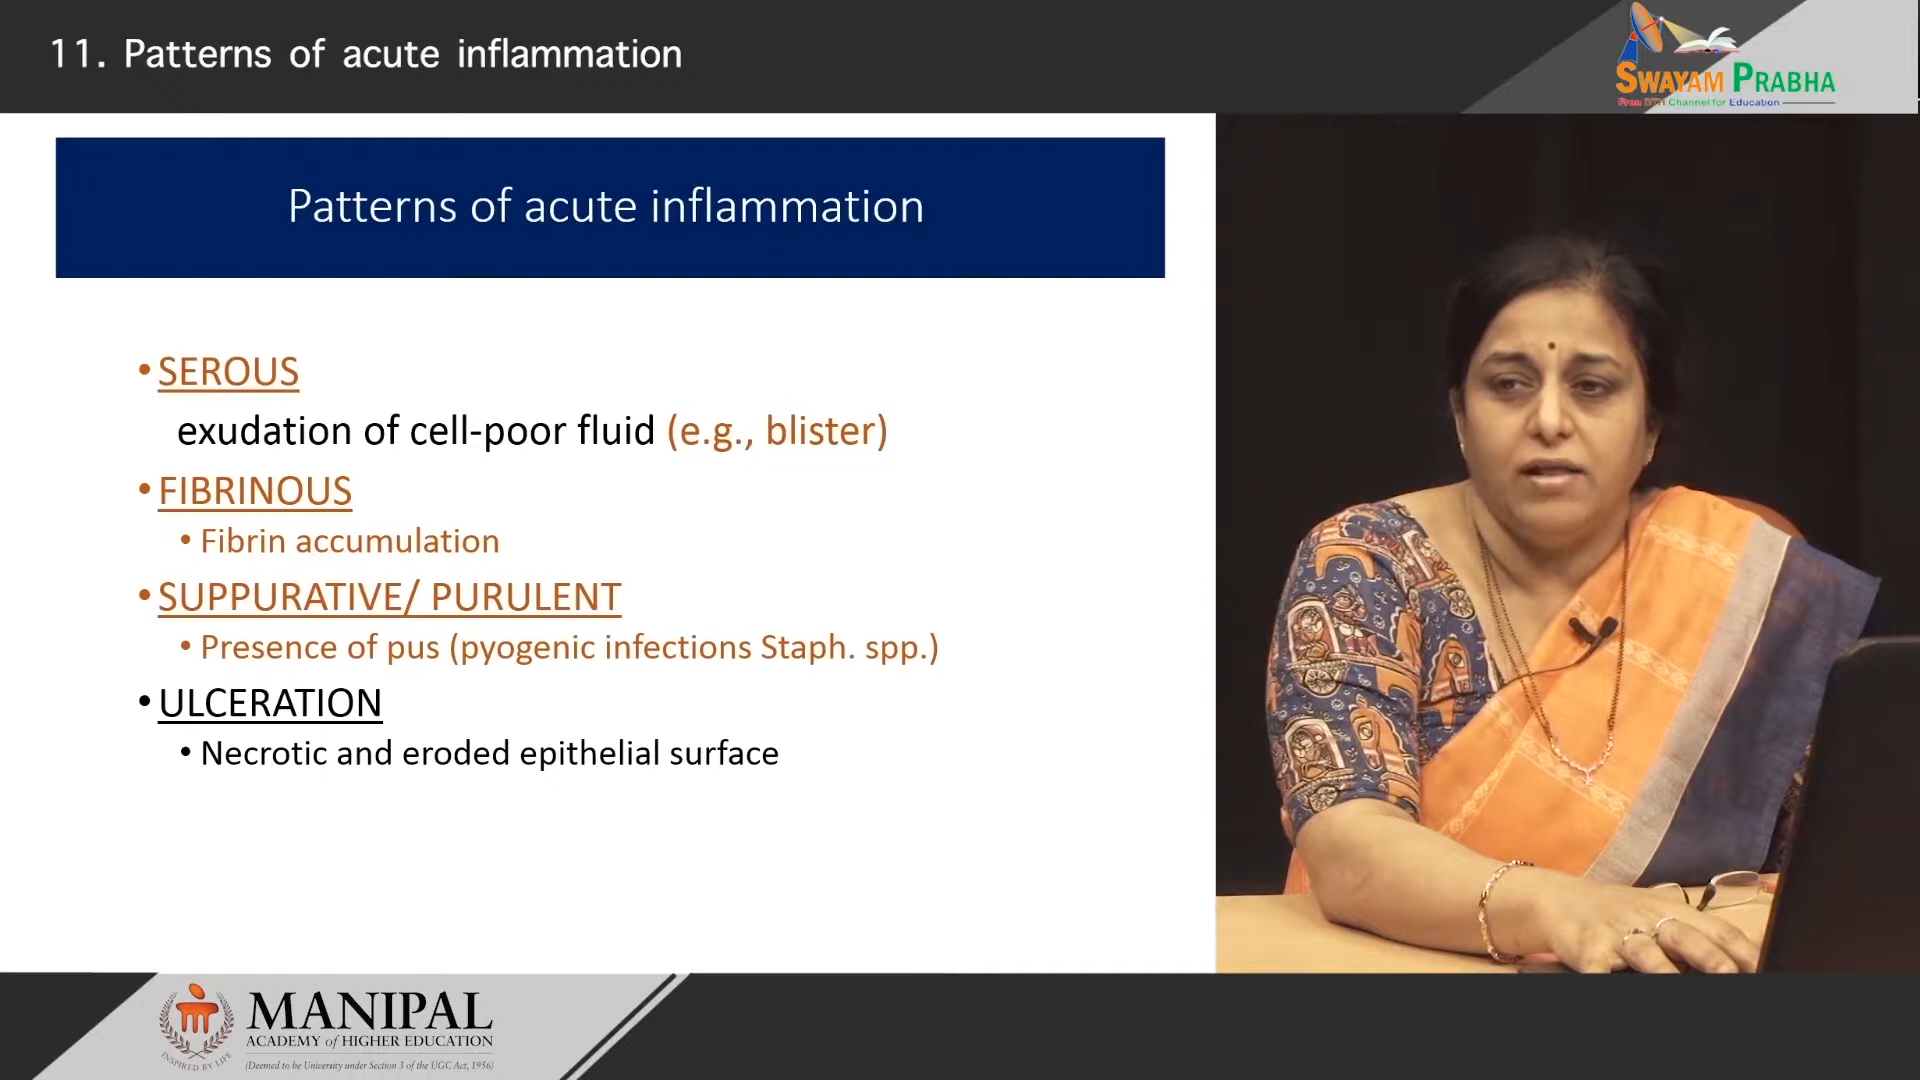 11. Patterns of acute inflammation
SWAYAM PRABHA
Free DTH Channel for Education
Patterns of acute inflammation
• SEROUS
exudation of cell-poor fluid (e.g., blister)
• FIBRINOUS
• Fibrin accumulation
• SUPPURATIVE/ PURULENT
• Presence of pus (pyogenic infections Staph. spp.)
• ULCERATION
• Necrotic and eroded epithelial surface
MANIPAL
ACADEMY of HIGHER EDUCATION
(Deemed to be University under Section 3 of the UGC Act, 1956)
INSPIRED BY LIFE